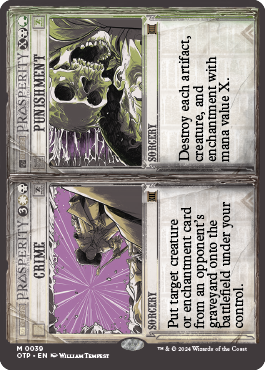 PUNISHMENT
PROSPERITY
X
SORCERY
Destroy each artifact,
creature, and
enchantment with
mana value X.
CRIME
PROSPERITY
3
SORCERY
Put target creature
or enchantment card
from an opponent's
graveyard onto the
battlefield under your
control.
M 0039
OTP • EN WILLIAM TEMPEST
™ & © 2024 Wizards of the Coast